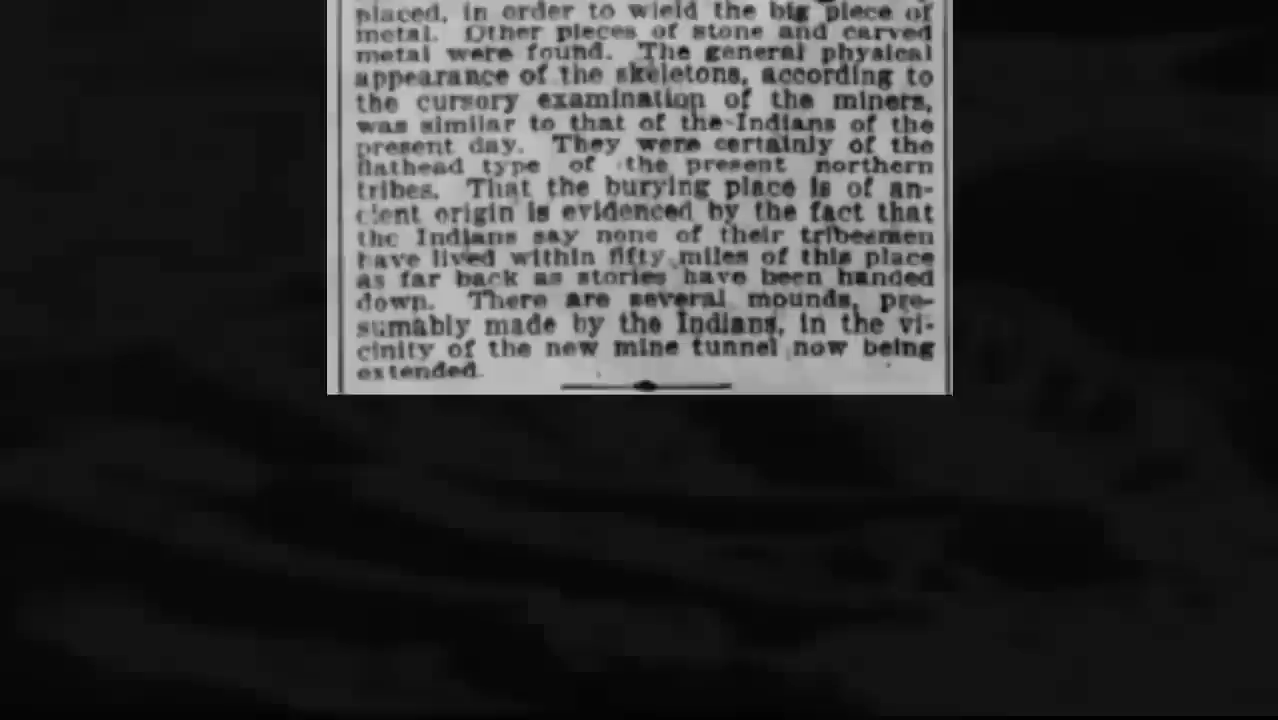 placed, in order to wield the big piece of
metal. Other pieces of stone and carved
metal were found. The general physical
appearance of the skeletons, according to
the cursory examination of the miners,
was similar to that of the Indians of the
present day. They were certainly of the
flathead type of the present northern
tribes. That the burying place is of an-
cient origin is evidenced by the fact that
the Indians say none of their tribesmen
have lived within fifty miles of this place
as far back as stories have been handed
down. There are several mounds, pre-
sumably made by the Indians, in the vi-
cinity of the new mine tunnel now being
extended.